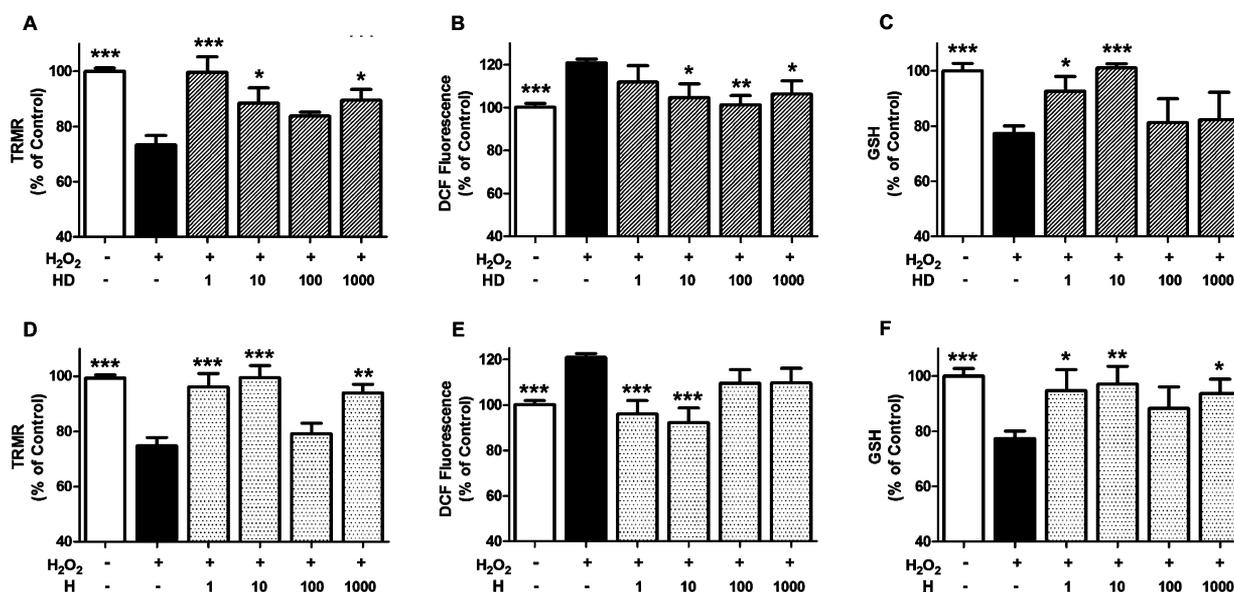 A
B
C
***
***
*
*
TRMR
(% of Control)
100
80
60
40
H₂O₂ - + + + + +
HD - - 1 10 100 1000
***
*
**
*
DCF Fluorescence
(% of Control)
120
100
80
60
40
H₂O₂ - + + + + +
HD - - 1 10 100 1000
***
*
***
GSH
(% of Control)
100
80
60
40
H₂O₂ - + + + + +
HD - - 1 10 100 1000
D
E
F
***
***
***
**
TRMR
(% of Control)
100
80
60
40
H₂O₂ - + + + + +
H - - 1 10 100 1000
***
***
***
DCF Fluorescence
(% of Control)
120
100
80
60
40
H₂O₂ - + + + + +
H - - 1 10 100 1000
***
*
**
*
GSH
(% of Control)
100
80
60
40
H₂O₂ - + + + + +
H - - 1 10 100 1000